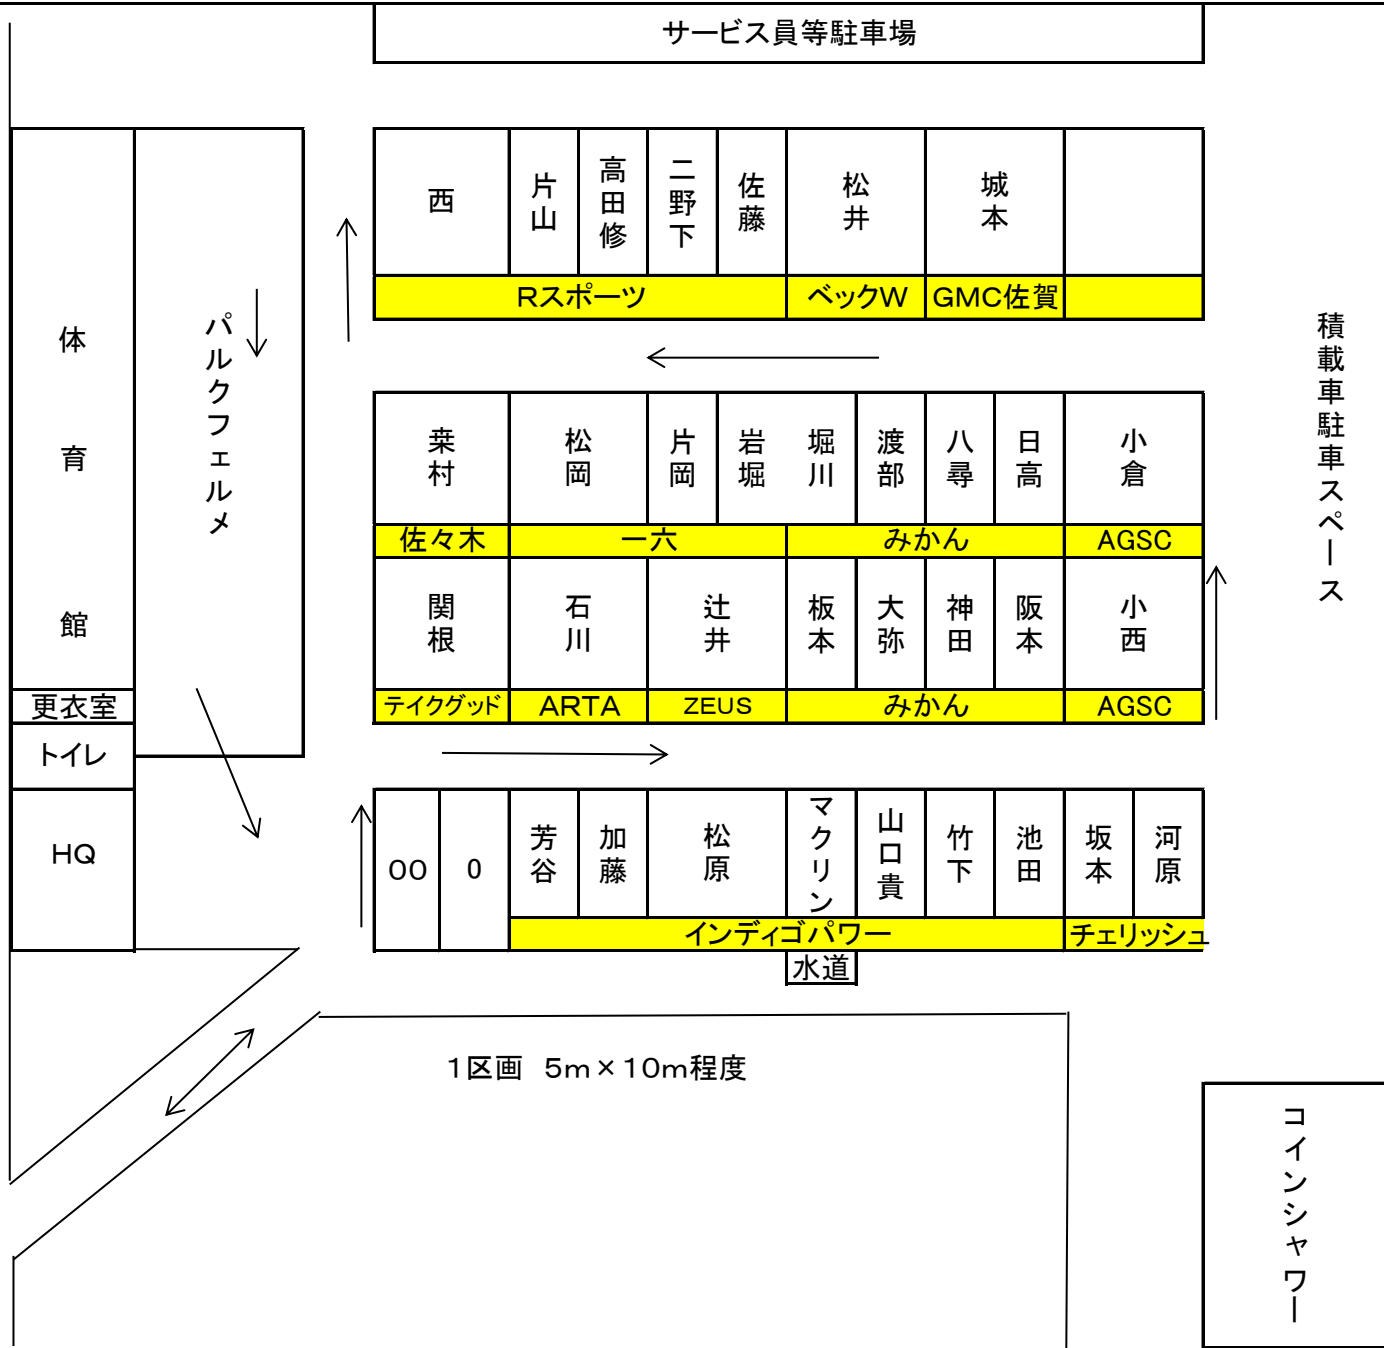 サービス員等駐車場
西
片山
高田修
二野下
佐藤
松井
城本
Rスポーツ
ベックW
GMC佐賀
体育館
パルクフェルメ
積載車駐車スペース
桒村
松岡
片岡
岩堀
堀川
渡部
八尋
日高
小倉
佐々木
一六
みかん
AGSC
関根
石川
辻井
板本
大弥
神田
阪本
小西
テイクグッド
ARTA
ZEUS
みかん
AGSC
更衣室
トイレ
HQ
00
0
芳谷
加藤
松原
マクリン
山口貴
竹下
池田
坂本
河原
インディゴパワー
チェリッシュ
水道
1区画 5m×10m程度
コインシャワー